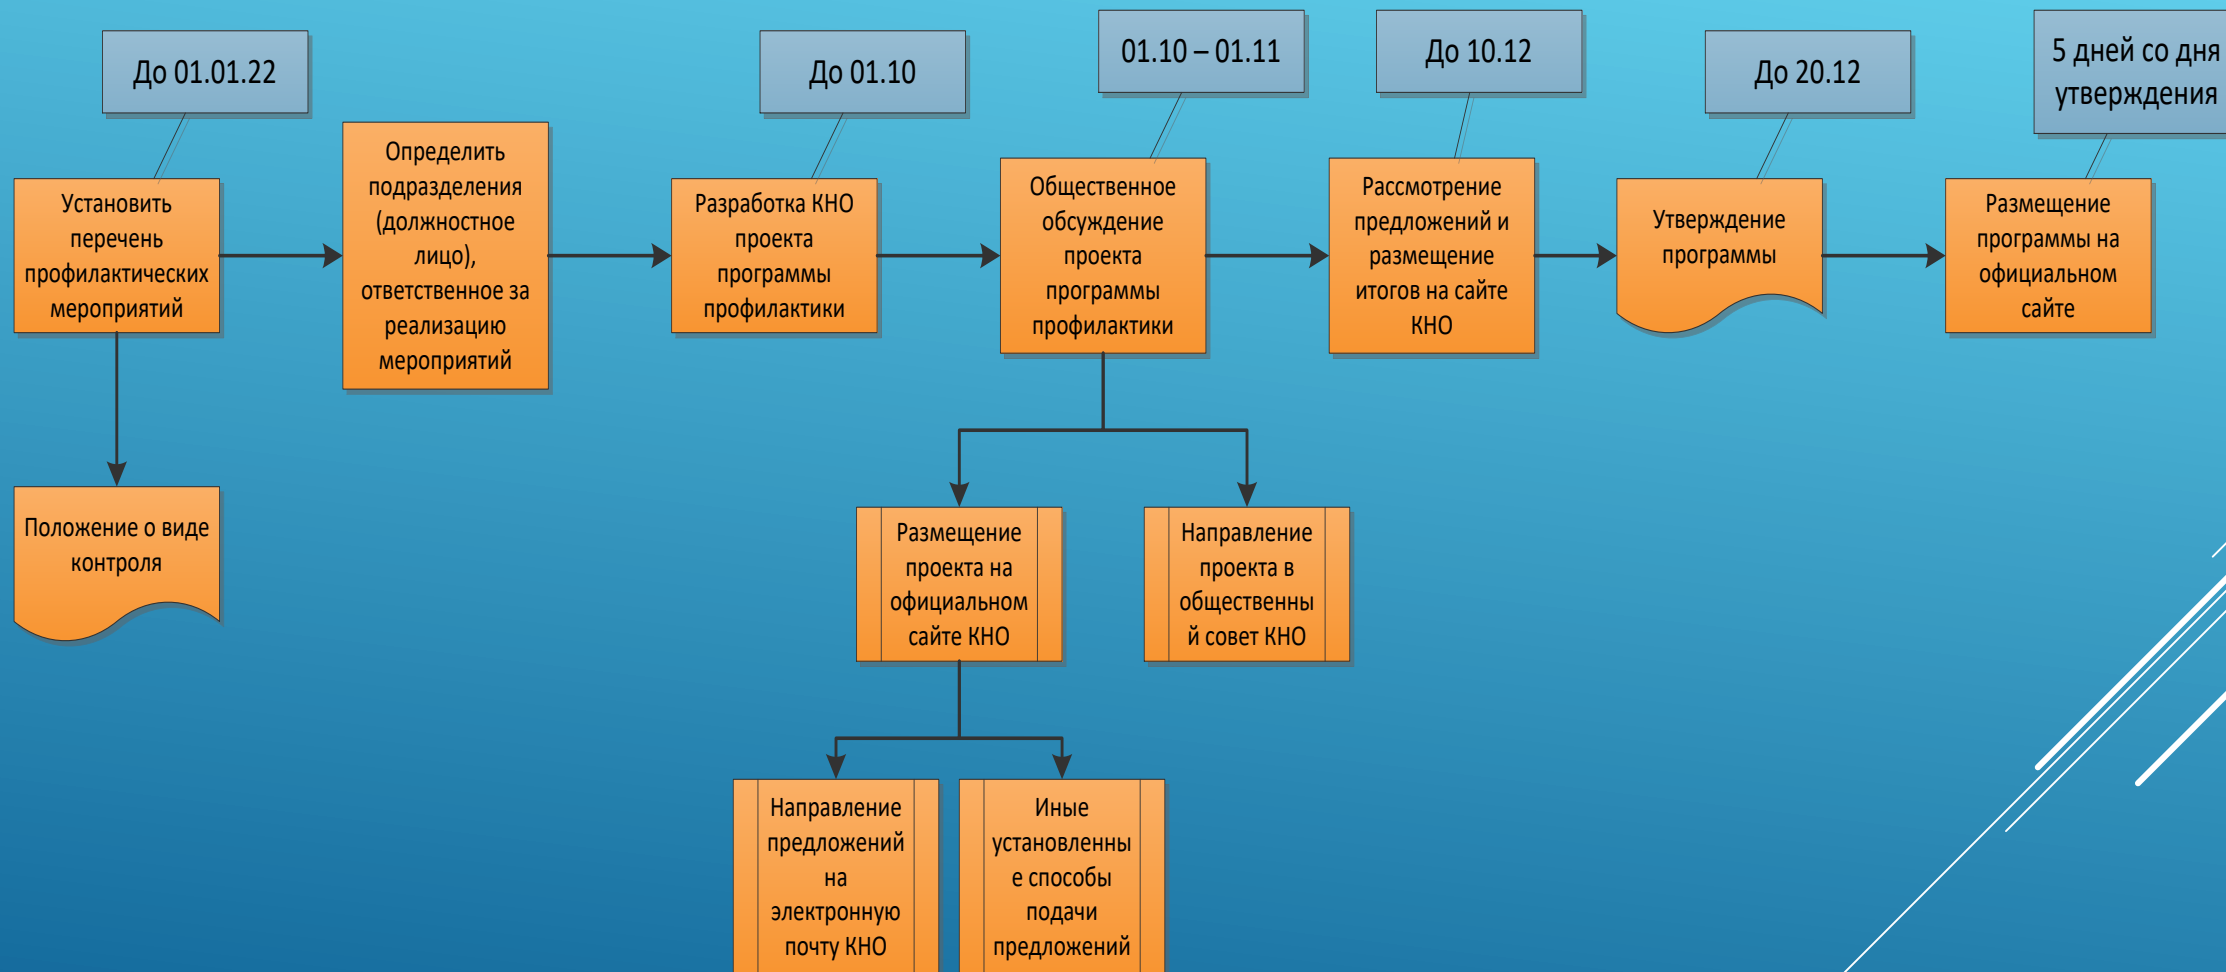 До 01.01.22
До 01.10
01.10 – 01.11
До 10.12
До 20.12
5 дней со дня
утверждения
Установить
перечень
профилактических
мероприятий
Определить
подразделения
(должностное
лицо),
ответственное за
реализацию
мероприятий
Разработка КНО
проекта
программы
профилактики
Общественное
обсуждение
проекта
программы
профилактики
Рассмотрение
предложений и
размещение
итогов на сайте
КНО
Утверждение
программы
Размещение
программы на
официальном
сайте
Положение о виде
контроля
Размещение
проекта на
официальном
сайте КНО
Направление
проекта в
общественны
й совет КНО
Направление
предложений
на
электронную
почту КНО
Иные
установленны
е способы
подачи
предложений